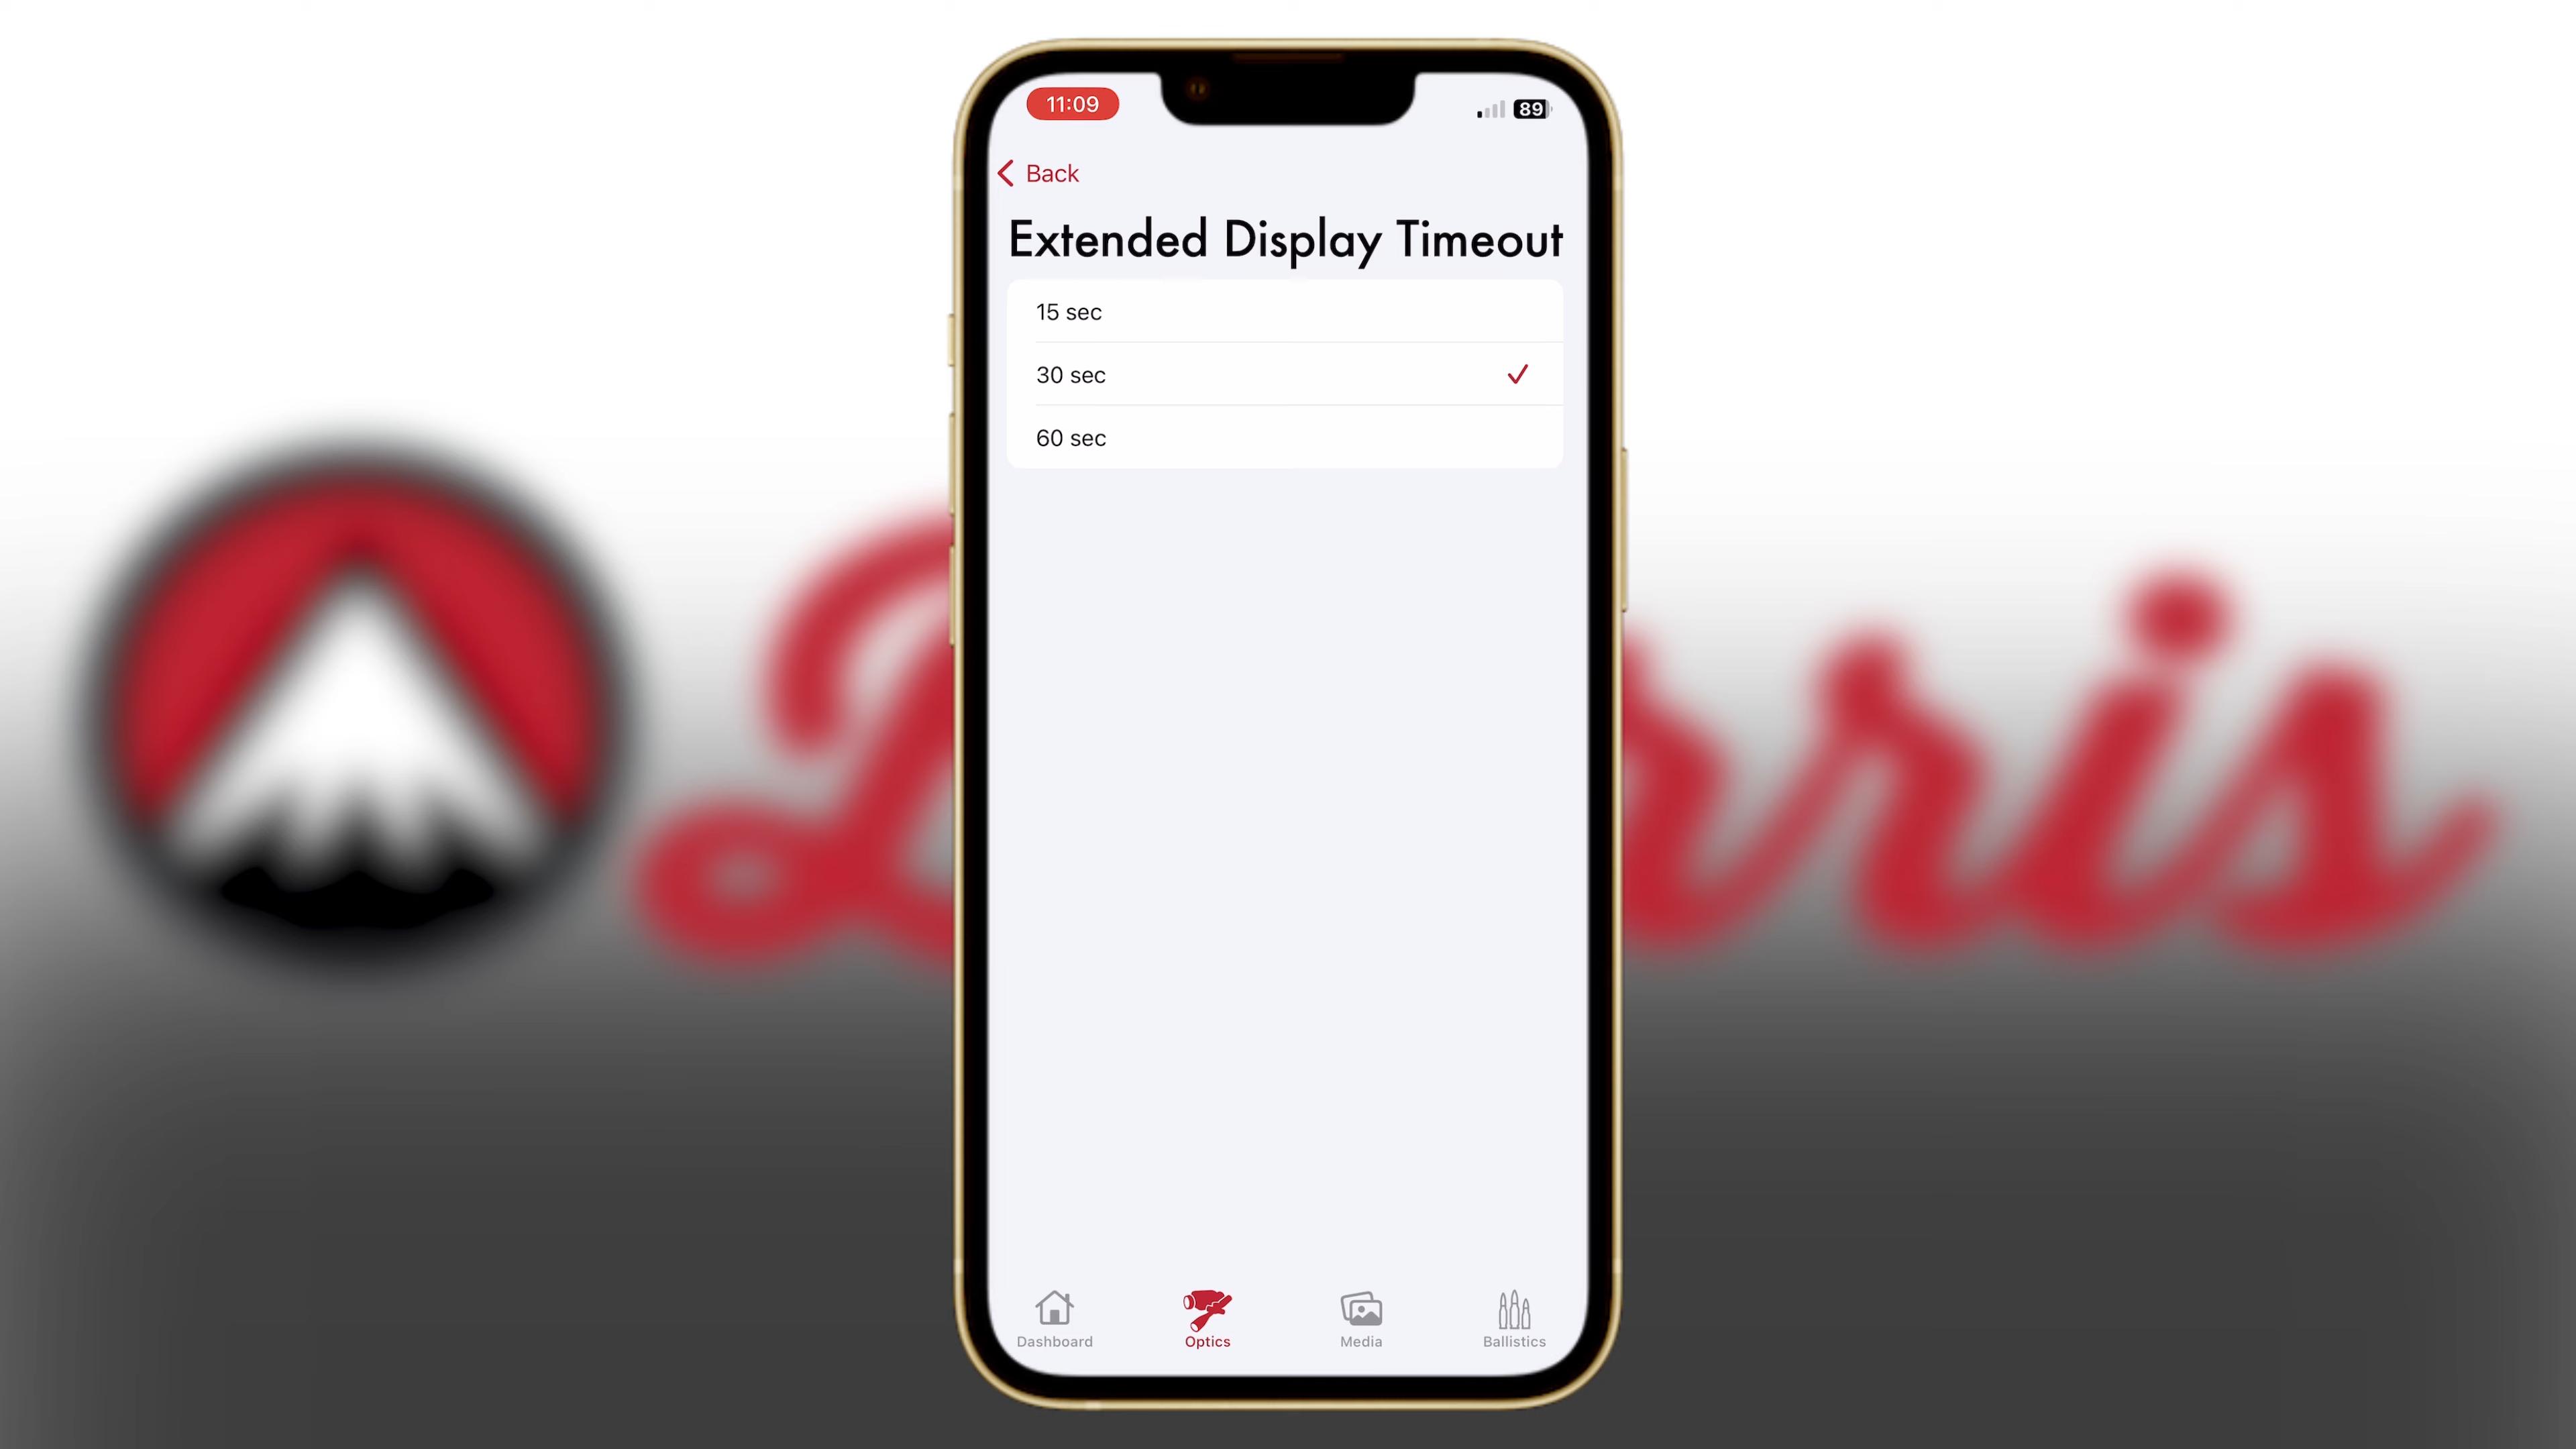 11:09
89
Back
Extended Display Timeout
15 sec
30 sec
60 sec
Dashboard
Optics
Media
Ballistics